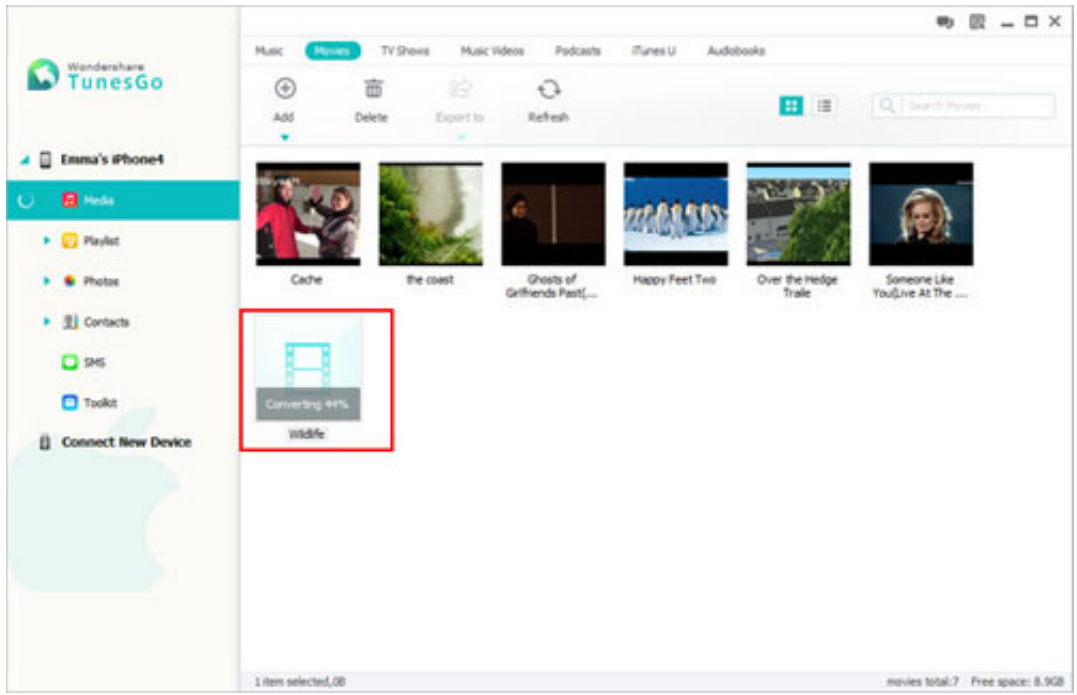 Wondershare
TunesGo
Music Movies TV Shows Music Videos Podcasts iTunes U Audiobooks
Add Delete Export to Refresh
Search Movies
Emma's iPhone4
Media
Playlist
Photos
Contacts
SMS
Toolkit
Connect New Device
Cache the coast Ghosts of Happy Feet Two Over the Hedge Someone Like
Girlfriends Past(.... Traile You(Live At The ....
Converting 44%
Wildlife
1 item selected,0B movies total:7 Free space: 8.9GB